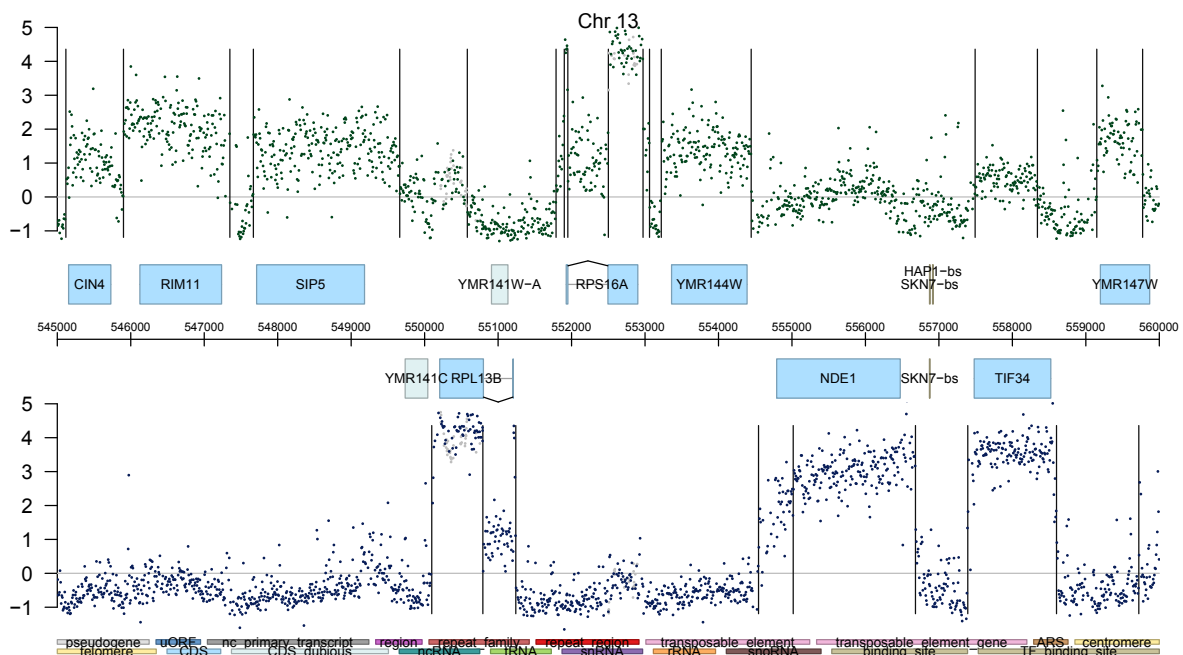 Chr 13
5
4
3
2
1
0
−1
CIN4 RIM11 SIP5 YMR141W−A RPS16A YMR144W HAP1−bs SKN7−bs YMR147W
545000 546000 547000 548000 549000 550000 551000 552000 553000 554000 555000 556000 557000 558000 559000 560000
YMR141C RPL13B NDE1 SKN7−bs TIF34
5
4
3
2
1
0
−1
pseudogene uORF nc_primary_transcript region repeat_family repeat_region transposable_element transposable_element_gene ARS centromere
telomere CDS CDS_dubious ncRNA tRNA snRNA rRNA snoRNA binding_site TF_binding_site